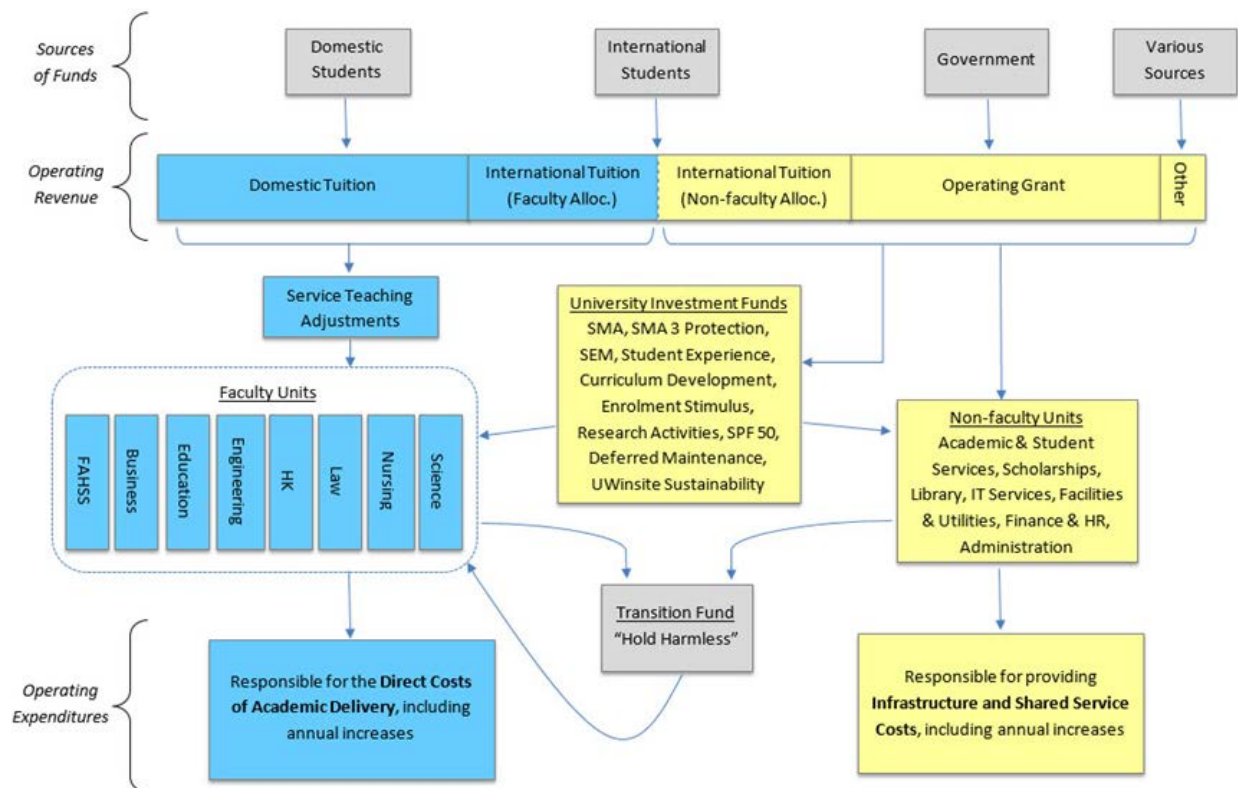 Sources
of Funds
Domestic
Students
International
Students
Government
Various
Sources
Operating
Revenue
Domestic Tuition
International Tuition
(Faculty Alloc.)
International Tuition
(Non-faculty Alloc.)
Operating Grant
Other
Service Teaching
Adjustments
University Investment Funds
SMA, SMA 3 Protection,
SEM, Student Experience,
Curriculum Development,
Enrolment Stimulus,
Research Activities, SPF 50,
Deferred Maintenance,
UWinsite Sustainability
Faculty Units
FAHSS
Business
Education
Engineering
HK
Law
Nursing
Science
Non-faculty Units
Academic & Student
Services, Scholarships,
Library, IT Services, Facilities
& Utilities, Finance & HR,
Administration
Transition Fund
“Hold Harmless”
Operating
Expenditures
Responsible for the Direct Costs
of Academic Delivery, including
annual increases
Responsible for providing
Infrastructure and Shared Service
Costs, including annual increases